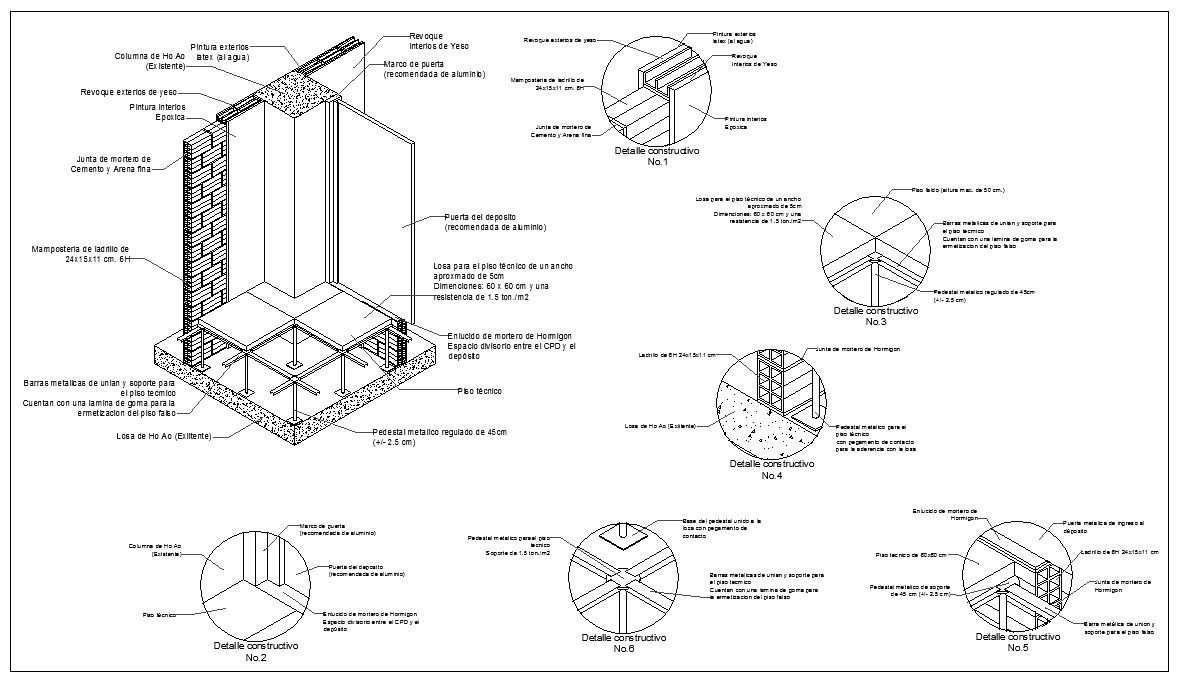 Revoque
interios de Yeso
Pintura exterios
latex (al agua)
Columna de Ho Ao
(Existente)
Marco de puerta
(recomendada de aluminio)
Revoque exterios de yeso
Pintura interios
Epoxica
Junta de mortero de
Cemento y Arena fina
Puerta del deposito
(recomendada de aluminio)
Mamposteria de ladrillo de
24x15x11 cm. 6H
Losa para el piso técnico de un ancho
aproxmado de 5cm
Dimenciones: 60 x 60 cm y una
resistencia de 1.5 ton./m2
Enlucido de mortero de Hormigon
Espacio divisorio entre el CPD y el
depósito
Barras metalicas de union y soporte para
el piso tecnico
Cuentan con una lamina de goma para la
ermetizacion del piso falso
Piso técnico
Losa de Ho Ao (Exiitente)
Pedestal metalico regulado de 45cm
(+/- 2.5 cm)
Revoque exterios de yeso
Pintura exterios
latex (al agua)
Revoque
interios de Yeso
Mamposteria de ladrillo de
24x15x11 cm. 6H
Junta de mortero de
Cemento y Arena fina
Pintura interios
Epoxica
Detalle constructivo
No.1
Piso falso (altura max. de 50 cm.)
Losa para el piso técnico de un ancho
aproxmado de 5cm
Dimenciones: 60 x 60 cm y una
resistencia de 1.5 ton./m2
Barras metalicas de union y soporte para
el piso tecnico
Cuentan con una lamina de goma para la
ermetizacion del piso falso
Pedestal metalico regulado de 45cm
(+/- 2.5 cm)
Detalle constructivo
No.3
Ladrillo de 6H 24x15x11 cm
Junta de mortero de Hormigon
Losa de Ho Ao (Exiitente)
Pedestal metálico para el
piso técnico
con pegamento de contacto
para la aderencia con la losa
Detalle constructivo
No.4
Marco de puerta
(recomendada de aluminio)
Columna de Ho Ao
(Existente)
Puerta del deposito
(recomendada de aluminio)
Piso técnico
Enlucido de mortero de Hormigon
Espacio divisorio entre el CPD y el
depósito
Detalle constructivo
No.2
Base del pedestal unido a la
losa con pegamento de
contacto
Pedestal metalico para el piso
técnico
Soporte de 1.5 ton./m2
Barras metalicas de union y soporte para
el piso tecnico
Cuentan con una lamina de goma para
la ermetizacion del piso falso
Detalle constructivo
No.6
Enlucido de mortero de
Hormigon
Puerta metalica de ingreso al
depósito
Piso tecnico de 60x60 cm
Ladrillo de 6H 24x15x11 cm
Pedestal metalico de soporte
de 45 cm (+/- 2.5 cm)
Junta de mortero de
Hormigon
Barra metálica de union y
soporte para el piso falso
Detalle constructivo
No.5